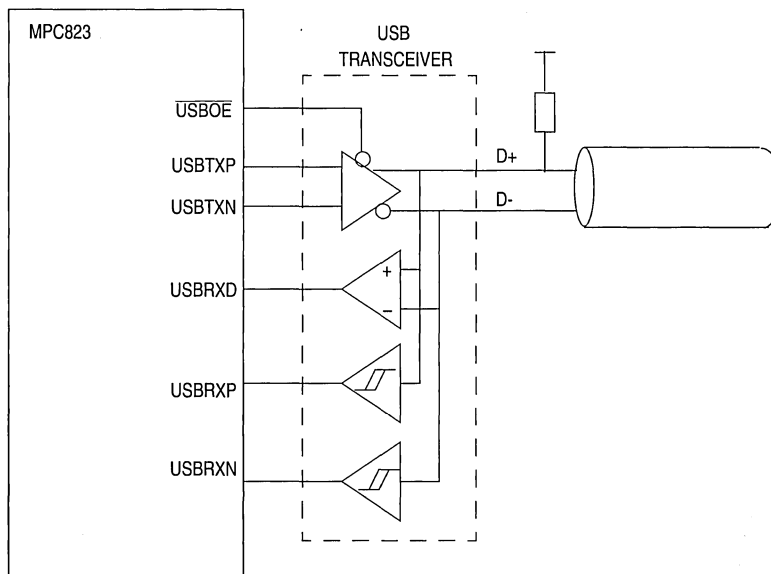 MPC823
USB
TRANSCEIVER
USBOE
USBTXP
USBTXN
USBRXD
USBRXP
USBRXN
D+
D-
+
−